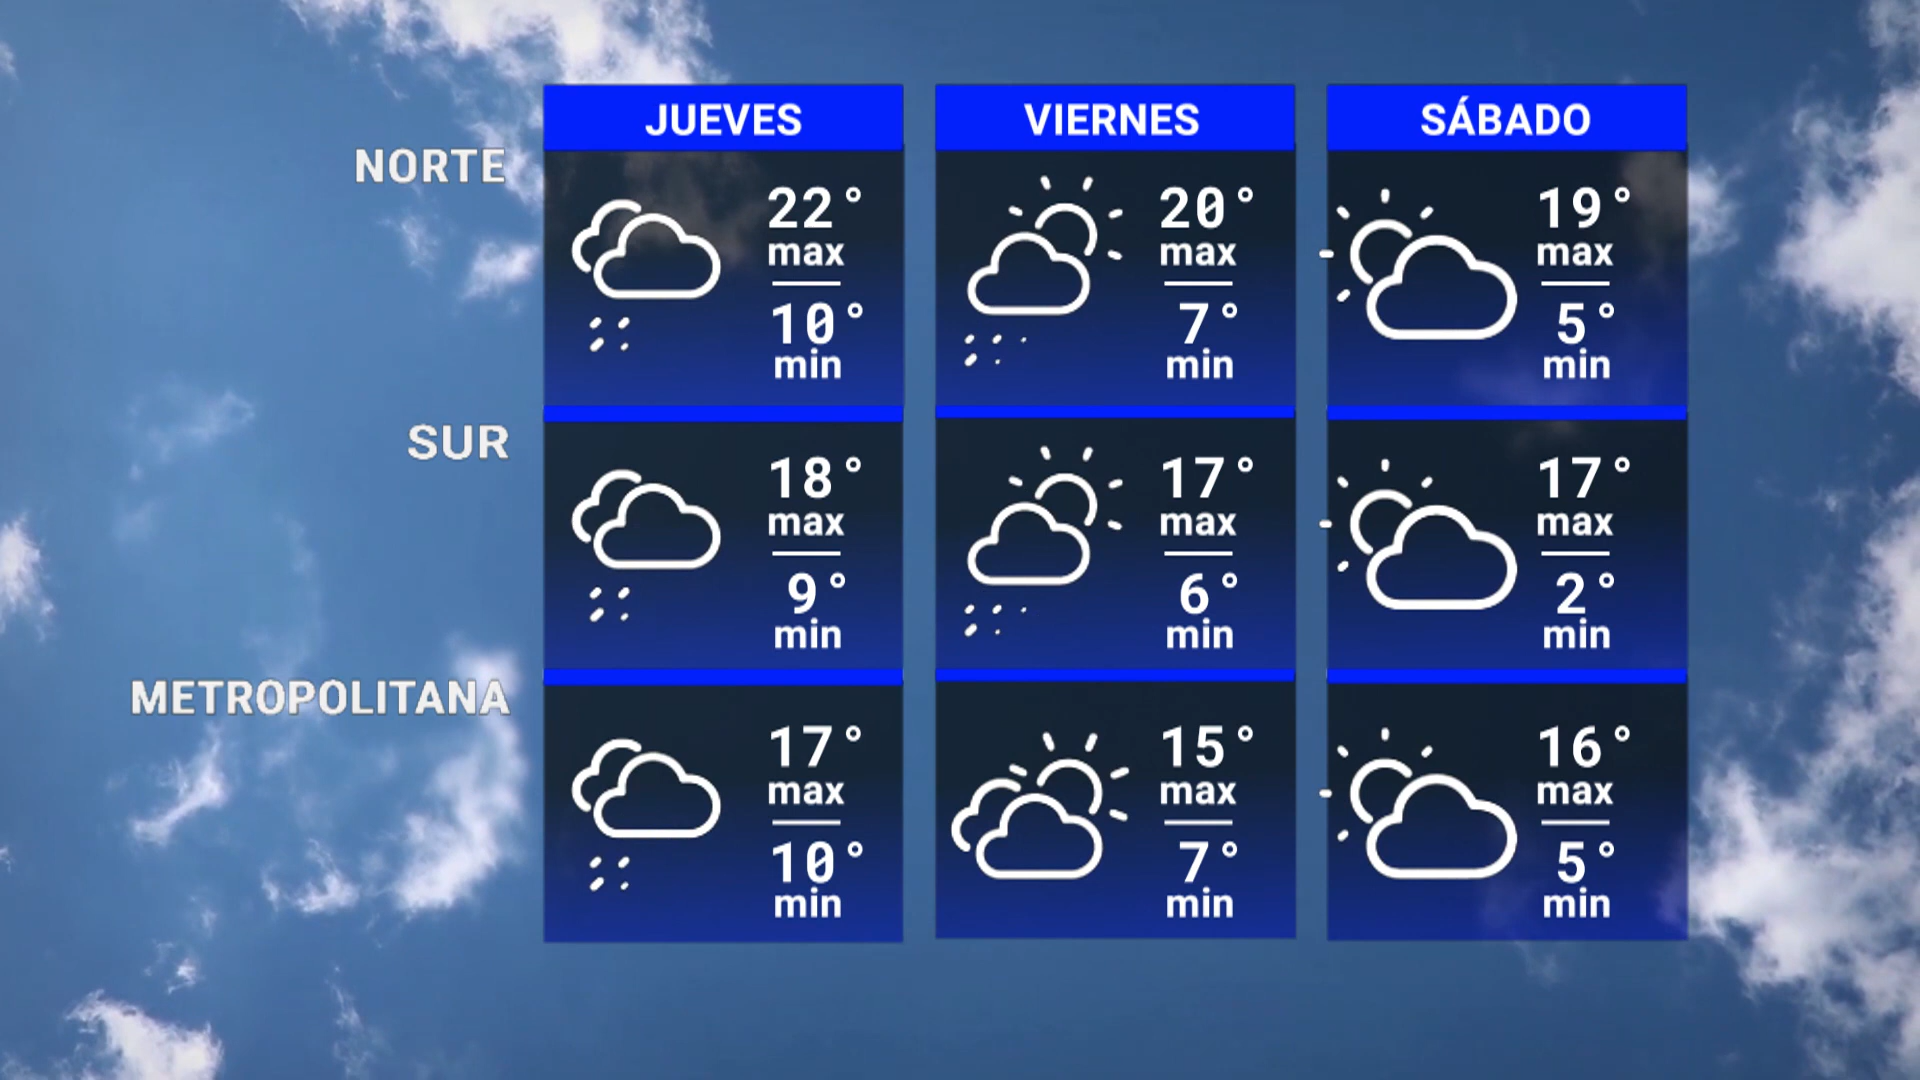 JUEVES VIERNES SÁBADO
NORTE
22° 20° 19°
max max max
10° 7° 5°
min min min
SUR
18° 17° 17°
max max max
9° 6° 2°
min min min
METROPOLITANA
17° 15° 16°
max max max
10° 7° 5°
min min min